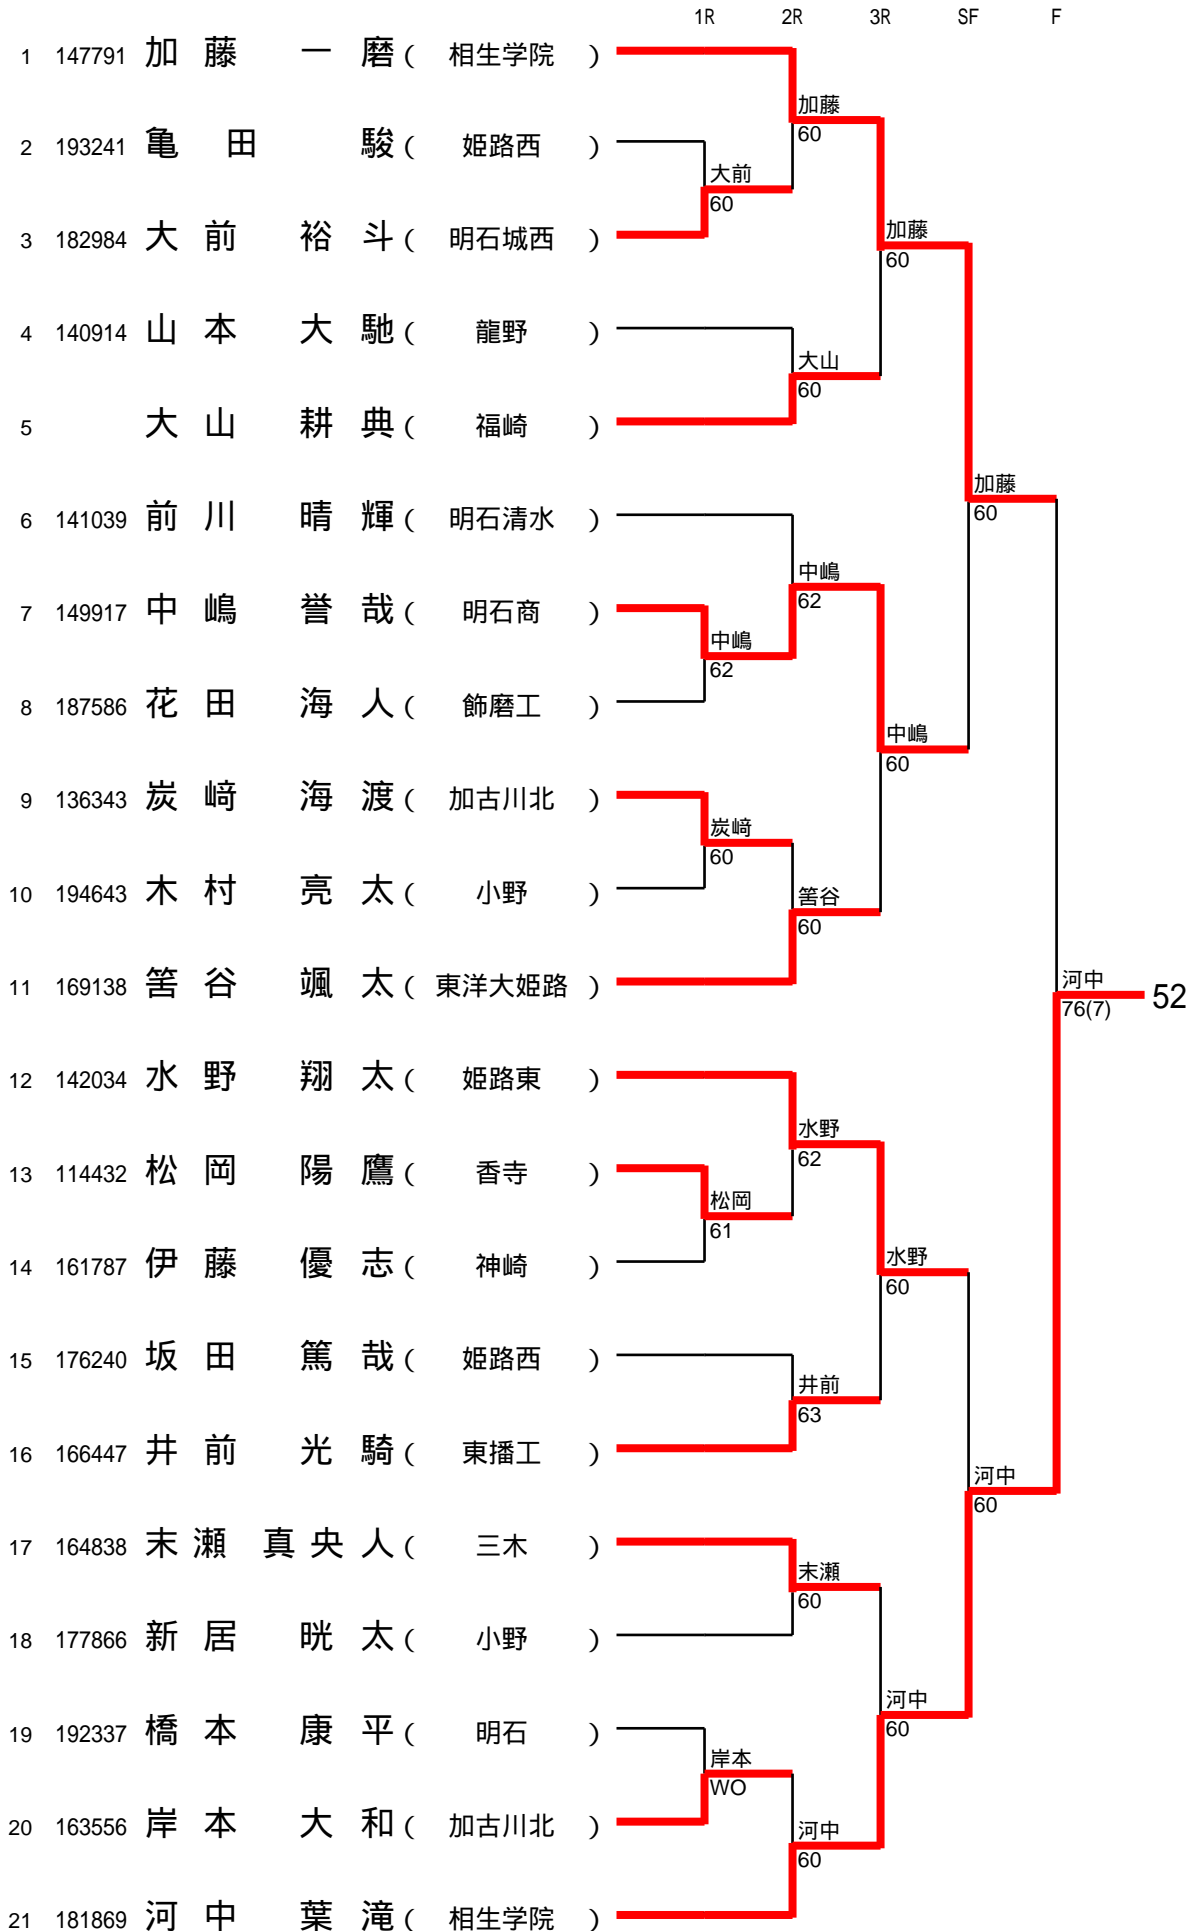 1R 2R 3R SF F
1 147791 加藤 一磨 ( 相生学院 )
加藤
60
2 193241 亀田 駿 ( 姫路西 )
大前
60
3 182984 大前 裕斗 ( 明石城西 )
加藤
60
4 140914 山本 大馳 ( 龍野 )
大山
60
5 大山 耕典 ( 福崎 )
加藤
60
6 141039 前川 晴輝 ( 明石清水 )
中嶋
62
7 149917 中嶋 誉哉 ( 明石商 )
中嶋
62
8 187586 花田 海人 ( 飾磨工 )
中嶋
60
9 136343 炭﨑 海渡 ( 加古川北 )
炭﨑
60
10 194643 木村 亮太 ( 小野 )
筈谷
60
11 169138 筈谷 颯太 ( 東洋大姫路 )
河中
76(7)
52
12 142034 水野 翔太 ( 姫路東 )
水野
62
13 114432 松岡 陽鷹 ( 香寺 )
松岡
61
14 161787 伊藤 優志 ( 神崎 )
水野
60
15 176240 坂田 篤哉 ( 姫路西 )
井前
63
16 166447 井前 光騎 ( 東播工 )
河中
60
17 164838 末瀬 真央人 ( 三木 )
末瀬
60
18 177866 新居 晄太 ( 小野 )
河中
60
19 192337 橋本 康平 ( 明石 )
岸本
WO
20 163556 岸本 大和 ( 加古川北 )
河中
60
21 181869 河中 葉滝 ( 相生学院 )